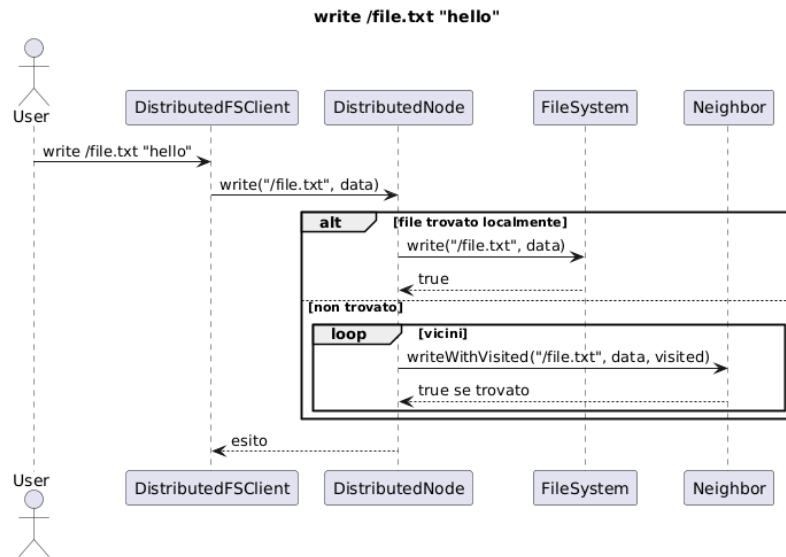 write /file.txt "hello"
User
DistributedFSClient
DistributedNode
FileSystem
Neighbor
write /file.txt "hello"
write("/file.txt", data)
alt
[file trovato localmente]
write("/file.txt", data)
true
[non trovato]
loop
[vicini]
writeWithVisited("/file.txt", data, visited)
true se trovato
esito
User
DistributedFSClient
DistributedNode
FileSystem
Neighbor